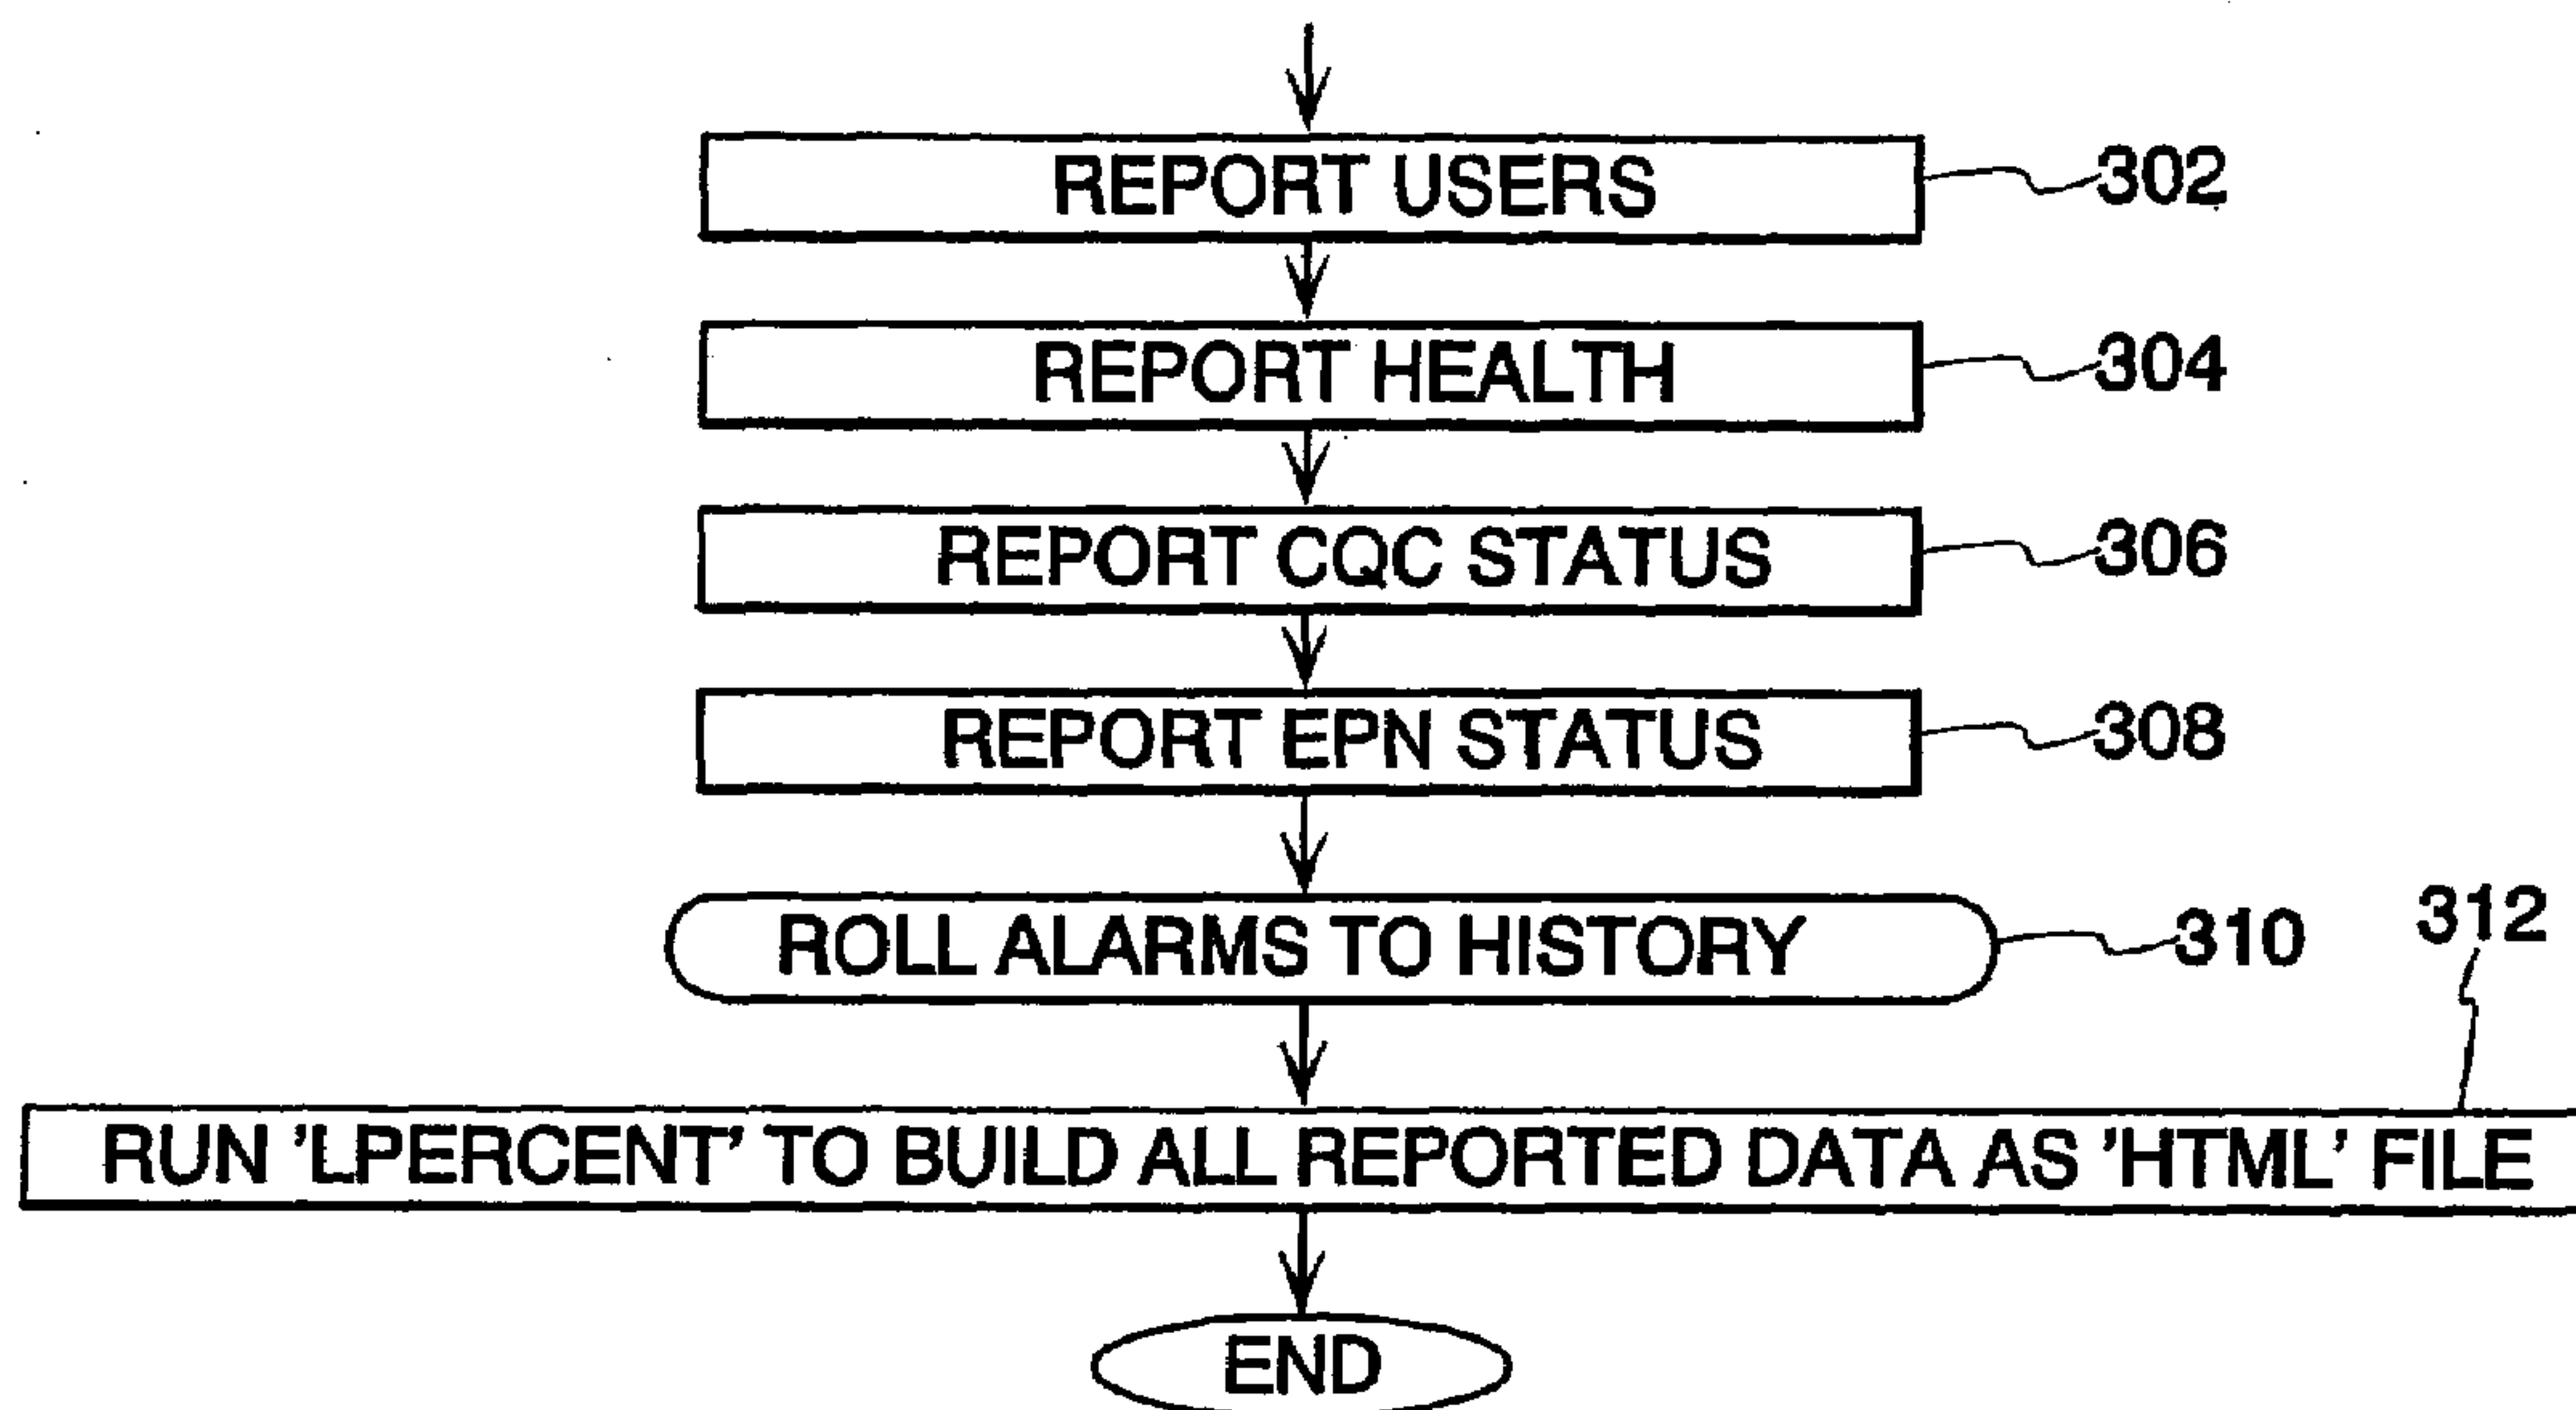 REPORT USERS
302
REPORT HEALTH
304
REPORT CQC STATUS
306
REPORT EPN STATUS
308
ROLL ALARMS TO HISTORY
310
312
RUN 'LPERCENT' TO BUILD ALL REPORTED DATA AS 'HTML' FILE
END